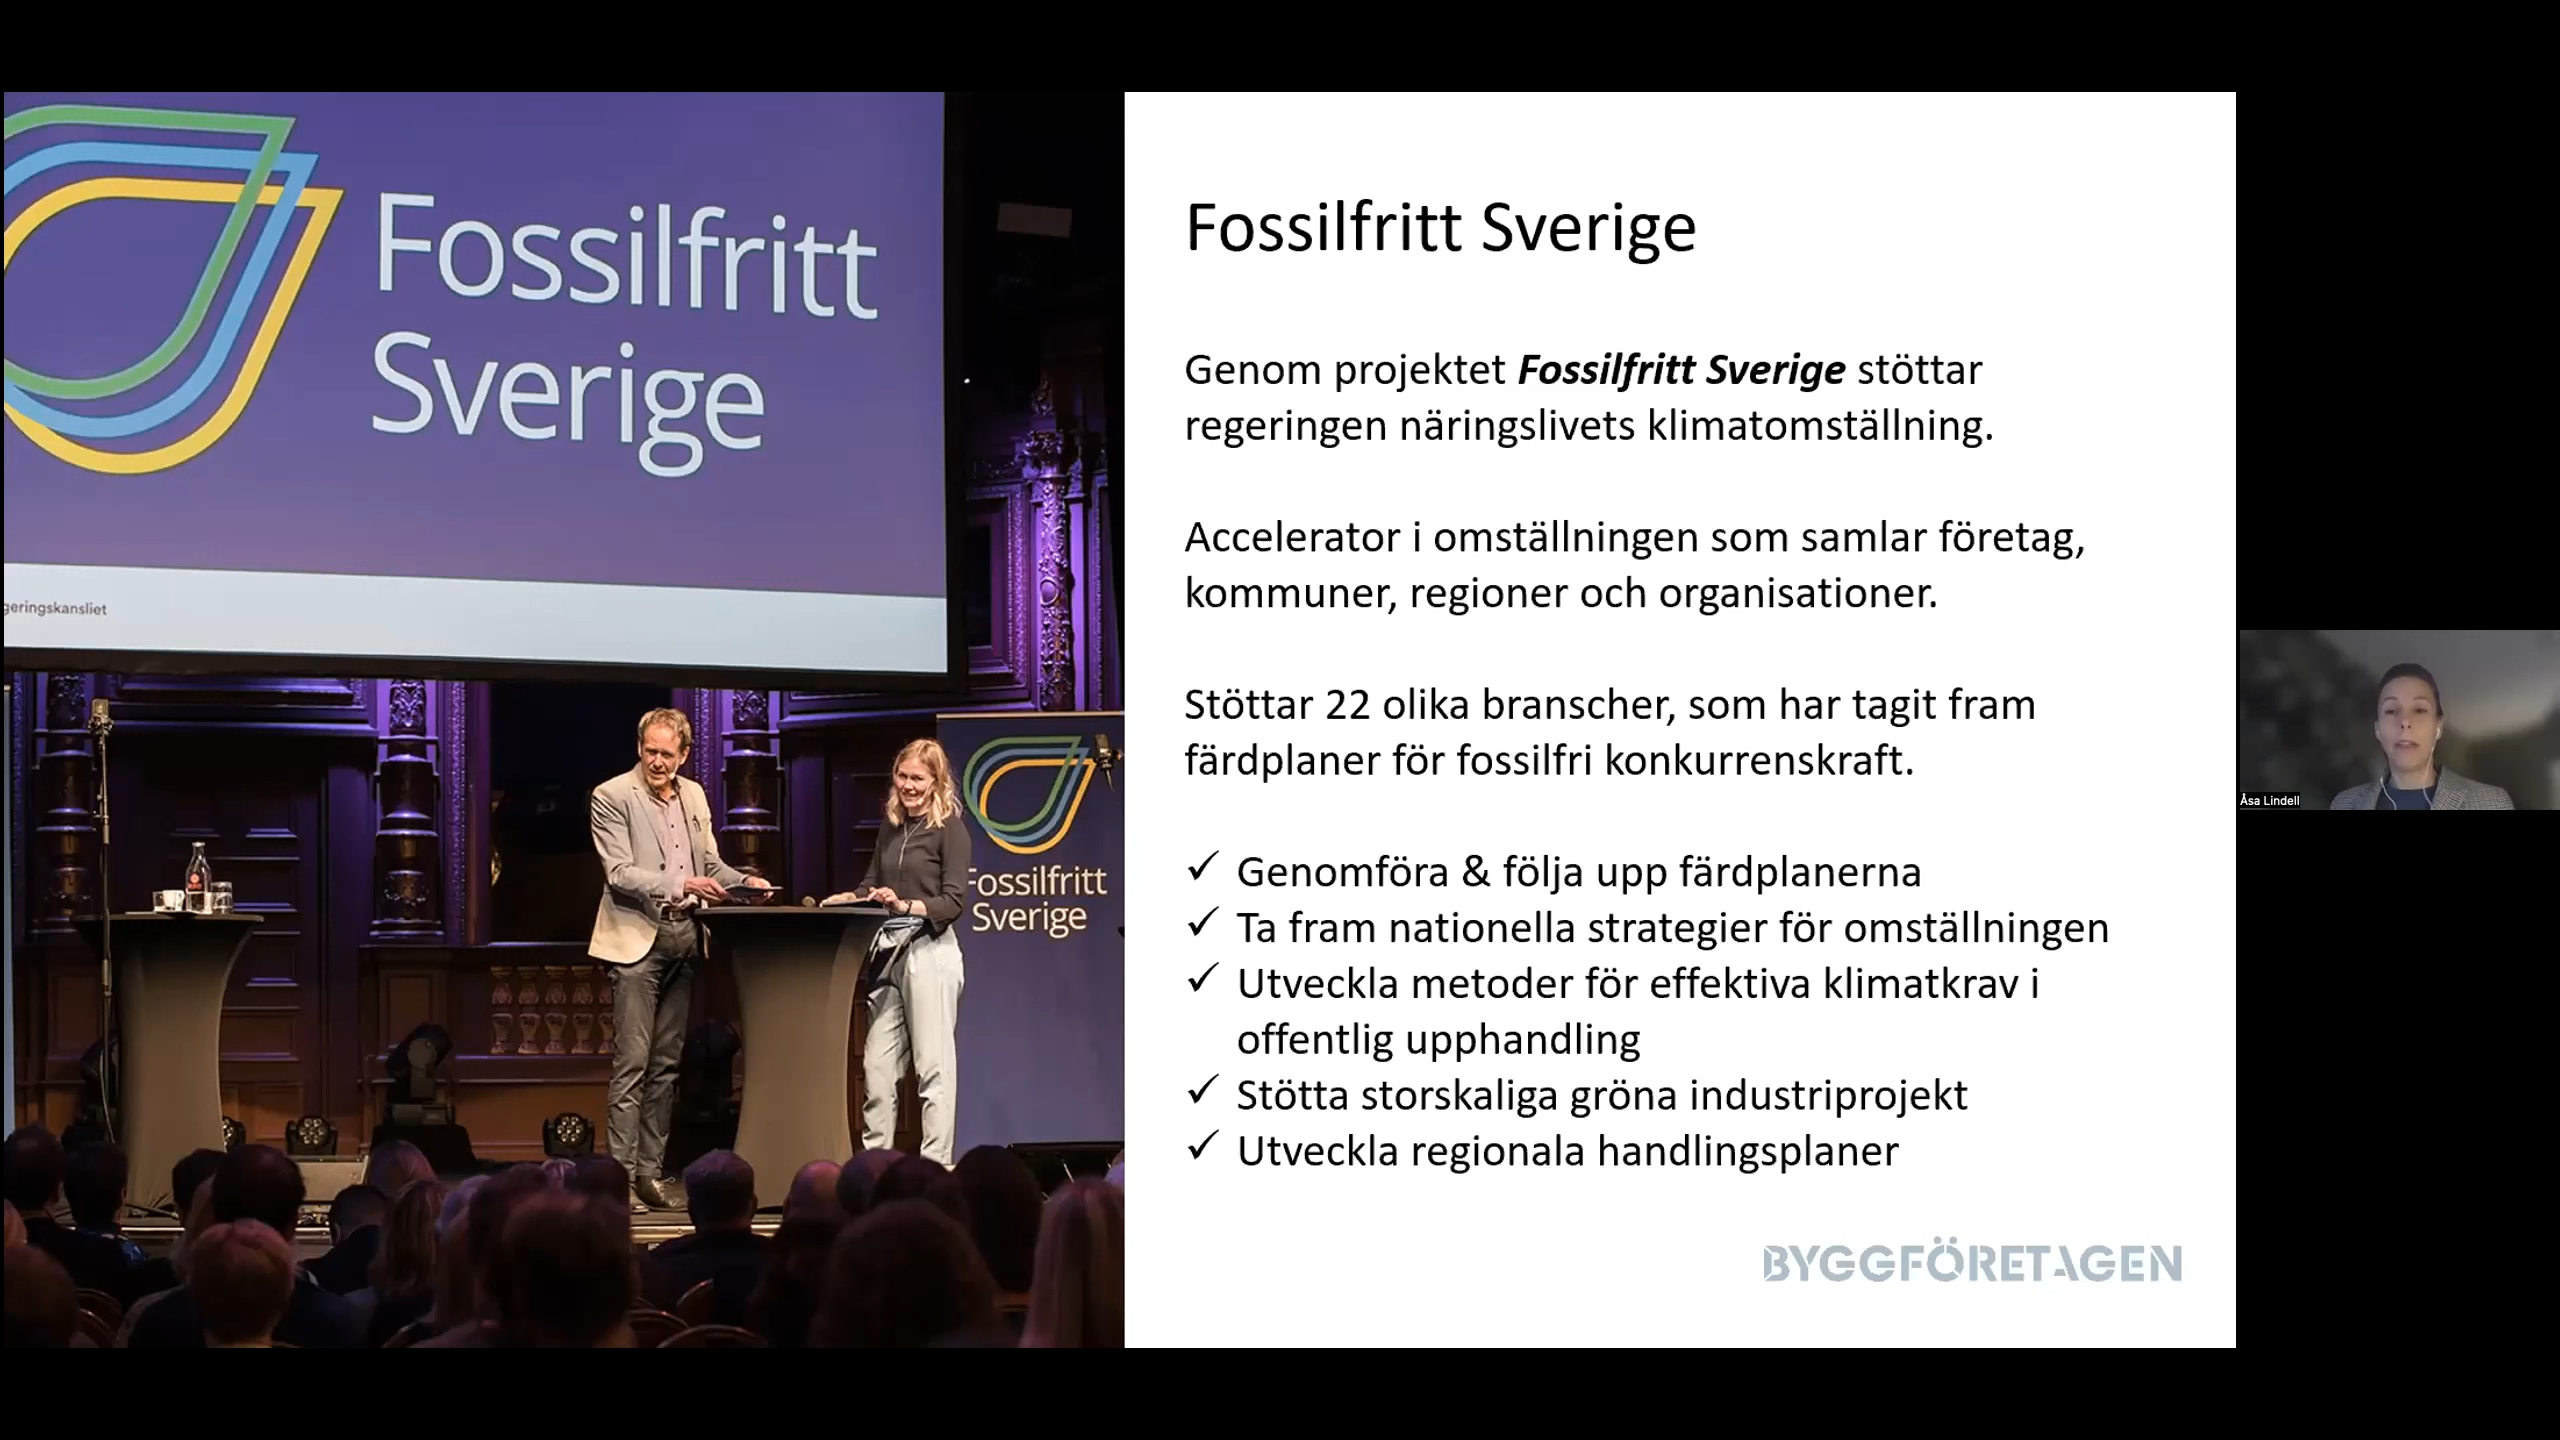 Fossilfritt
Sverige
geringskansliet
Fossilfritt
Sverige
Fossilfritt Sverige
Genom projektet Fossilfritt Sverige stöttar
regeringen näringslivets klimatomställning.
Accelerator i omställningen som samlar företag,
kommuner, regioner och organisationer.
Stöttar 22 olika branscher, som har tagit fram
färdplaner för fossilfri konkurrenskraft.
✓ Genomföra & följa upp färdplanerna
✓ Ta fram nationella strategier för omställningen
✓ Utveckla metoder för effektiva klimatkrav i
offentlig upphandling
✓ Stötta storskaliga gröna industriprojekt
✓ Utveckla regionala handlingsplaner
BYGGFÖRETAGEN
Åsa Lindell